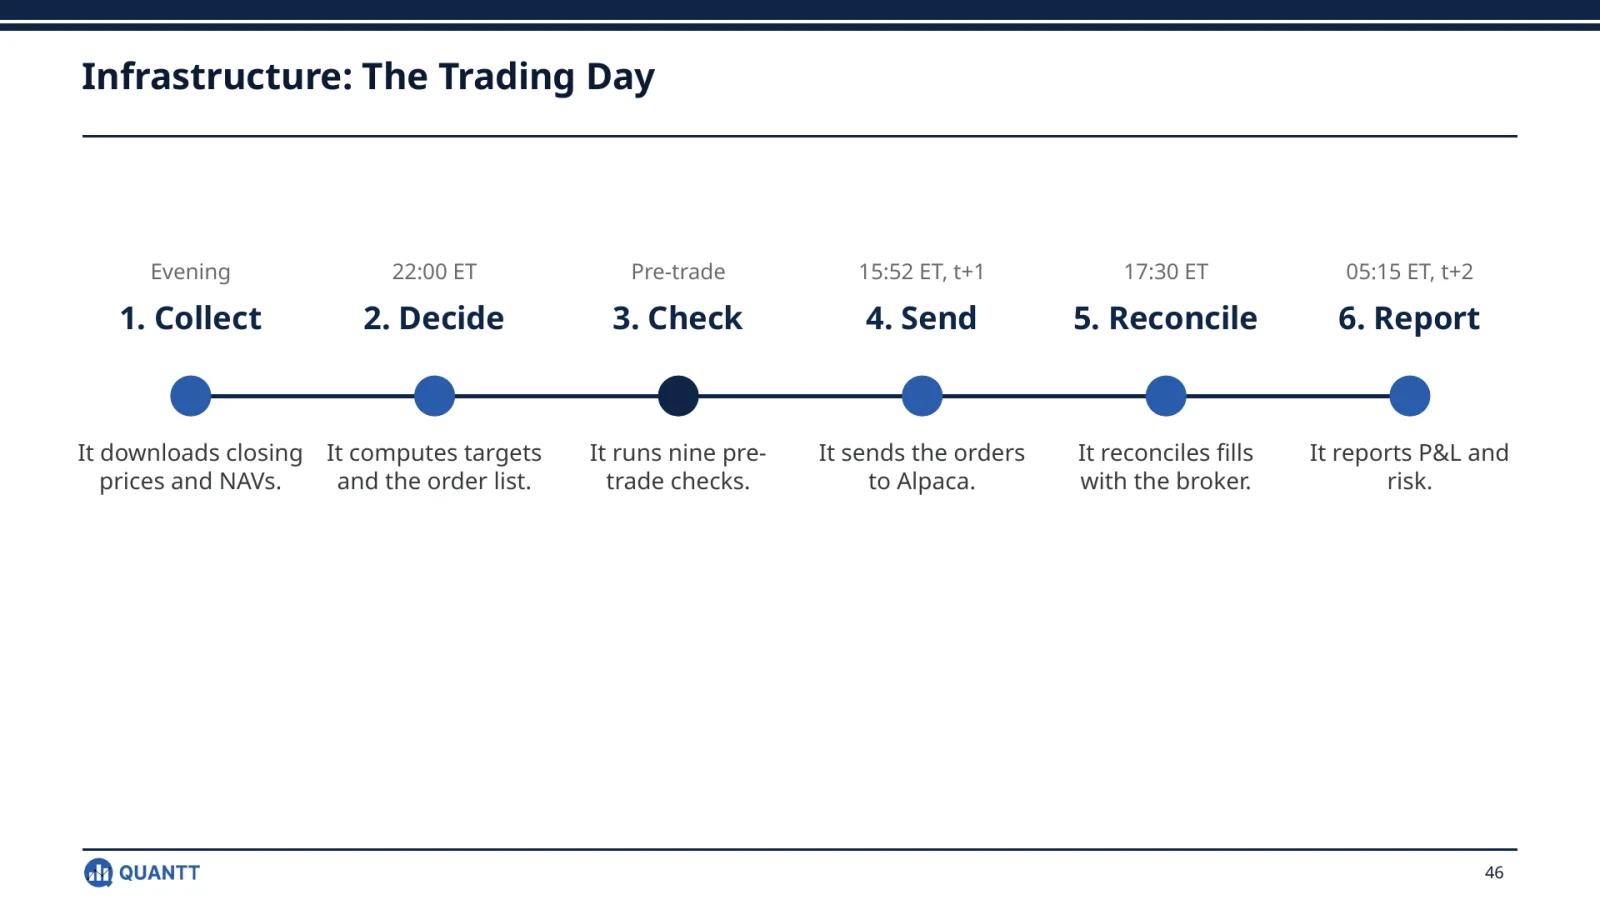 Infrastructure: The Trading Day
Evening
1. Collect
It downloads closing
prices and NAVs.
22:00 ET
2. Decide
It computes targets
and the order list.
Pre-trade
3. Check
It runs nine pre-
trade checks.
15:52 ET, t+1
4. Send
It sends the orders
to Alpaca.
17:30 ET
5. Reconcile
It reconciles fills
with the broker.
05:15 ET, t+2
6. Report
It reports P&L and
risk.
QUANTT
46